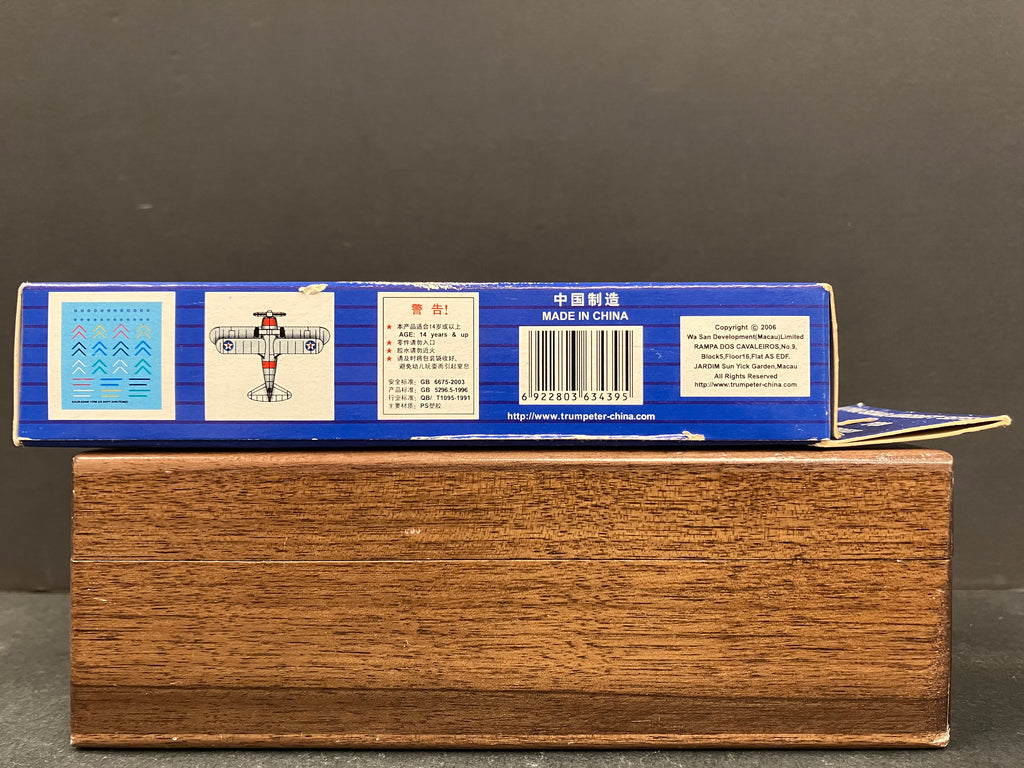 警 告!
★ 本产品适合14岁或以上
AGE: 14 years & up
★ 零件请勿入口
★ 胶水请勿近火
★ 请及时将包装袋收好、
避免幼儿玩耍而引起窒息
安全标准: GB 6675-2003
产品标准: GB 5296.5-1996
行业标准: QB/ T1095-1991
主要材质: PS塑胶
中国制造
MADE IN CHINA
6 922803 634395
http://www.trumpeter-china.com
Copyright © 2006
Wa San Development(Macau)Limited
RAMPA DOS CAVALEIROS,No.9,
Block5,Floor16,Flat AS EDF.
JARDIM Sun Yick Garden,Macau
All Rights Reserved
http://www.trumpeter-china.com